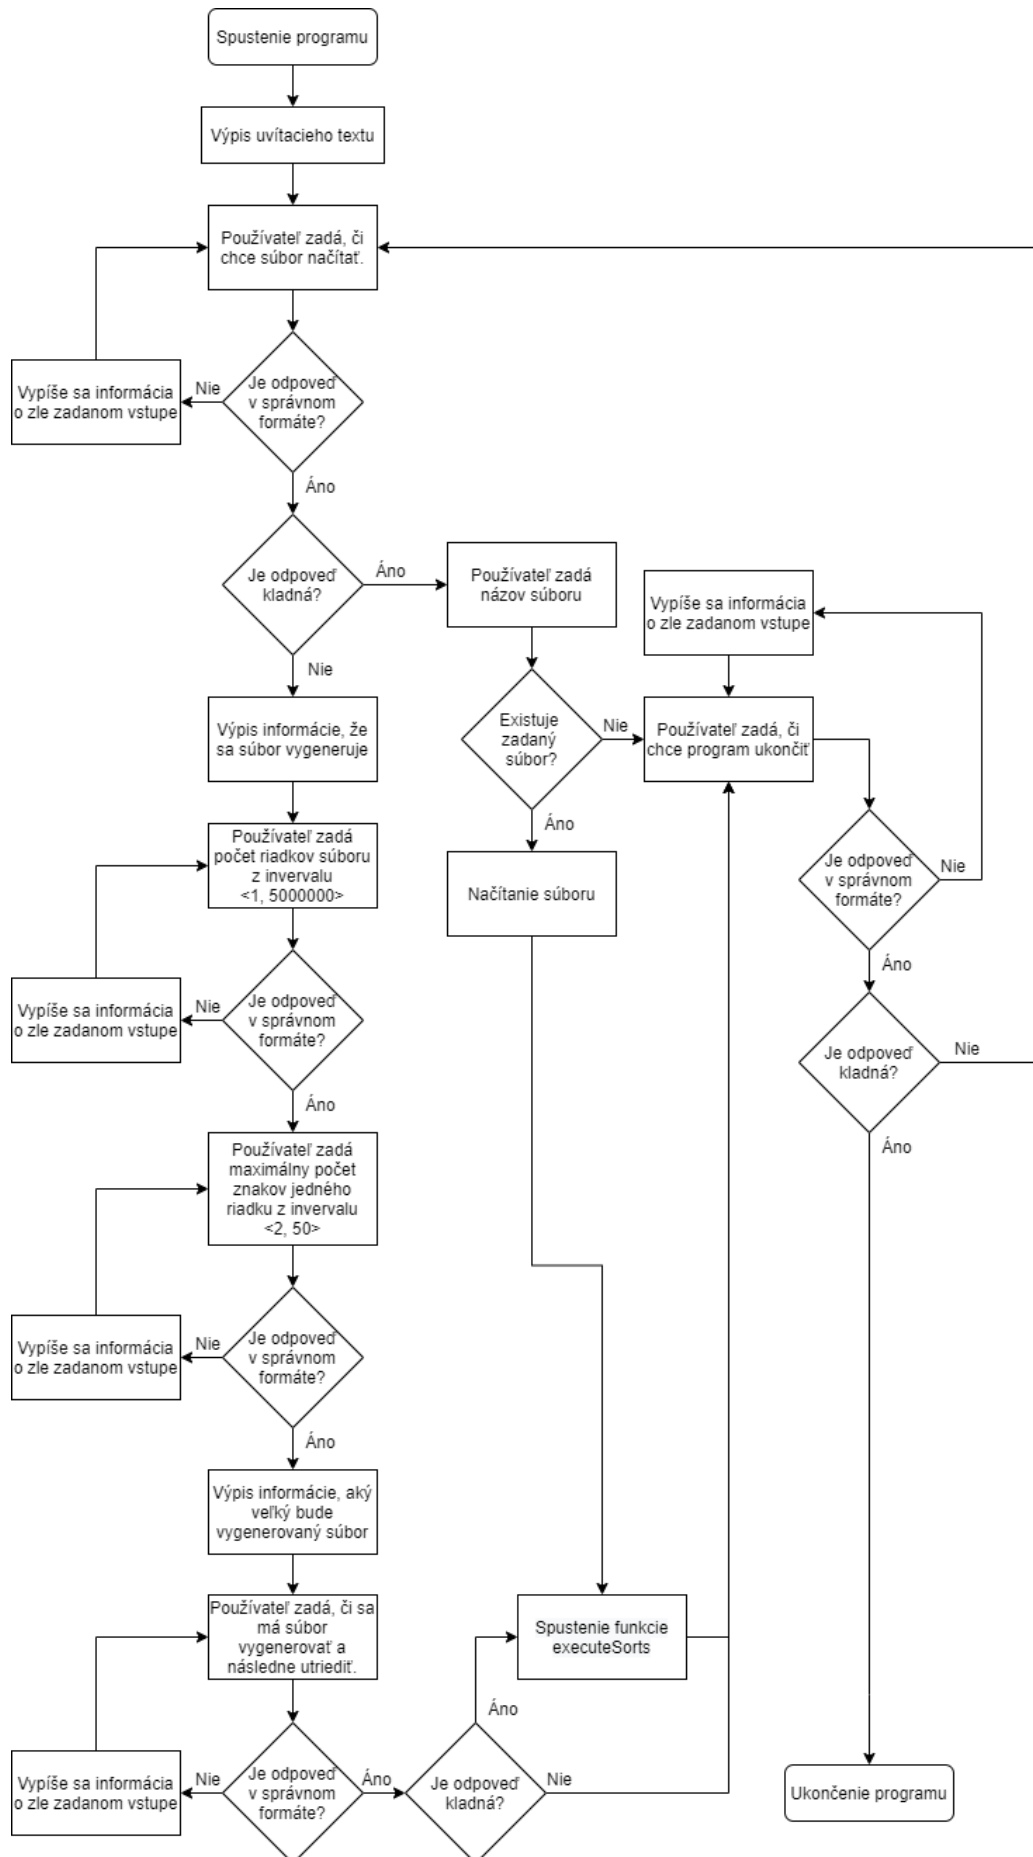 Spustenie programu
Výpis uvítacieho textu
Používateľ zadá, či
chce súbor načítať.
Je odpoveď
v správnom
formáte?
Nie
Vypíše sa informácia
o zle zadanom vstupe
Áno
Je odpoveď
kladná?
Áno
Používateľ zadá
názov súboru
Nie
Výpis informácie, že
sa súbor vygeneruje
Existuje
zadaný
súbor?
Nie
Áno
Načítanie súboru
Vypíše sa informácia
o zle zadanom vstupe
Používateľ zadá, či
chce program ukončiť
Je odpoveď
v správnom
formáte?
Nie
Áno
Je odpoveď
kladná?
Nie
Áno
Používateľ zadá
počet riadkov súboru
z invervalu
<1, 5000000>
Je odpoveď
v správnom
formáte?
Nie
Vypíše sa informácia
o zle zadanom vstupe
Áno
Používateľ zadá
maximálny počet
znakov jedného
riadku z invervalu
<2, 50>
Je odpoveď
v správnom
formáte?
Nie
Vypíše sa informácia
o zle zadanom vstupe
Áno
Výpis informácie, aký
veľký bude
vygenerovaný súbor
Používateľ zadá, či sa
má súbor
vygenerovať a
následne utriediť.
Je odpoveď
v správnom
formáte?
Nie
Vypíše sa informácia
o zle zadanom vstupe
Áno
Je odpoveď
kladná?
Áno
Nie
Spustenie funkcie
executeSorts
Ukončenie programu